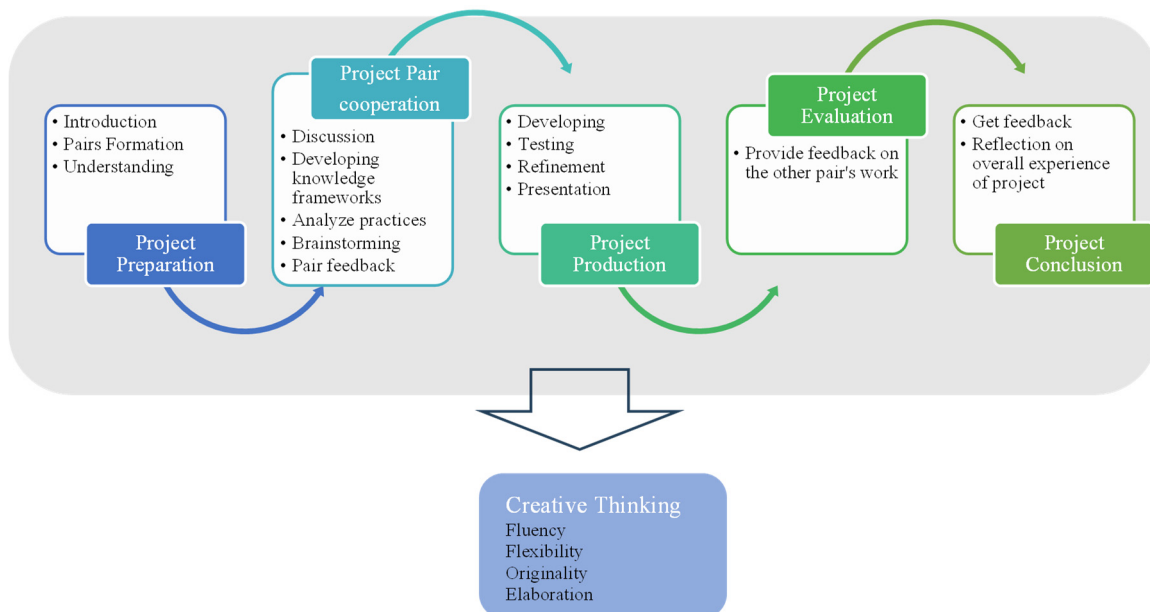 • Introduction
• Pairs Formation
• Understanding
Project
Preparation
Project Pair
cooperation
• Discussion
• Developing
knowledge
frameworks
• Analyze practices
• Brainstorming
• Pair feedback
• Developing
• Testing
• Refinement
• Presentation
Project
Production
Project
Evaluation
• Provide feedback on
the other pair's work
• Get feedback
• Reflection on
overall experience
of project
Project
Conclusion
Creative Thinking
Fluency
Flexibility
Originality
Elaboration